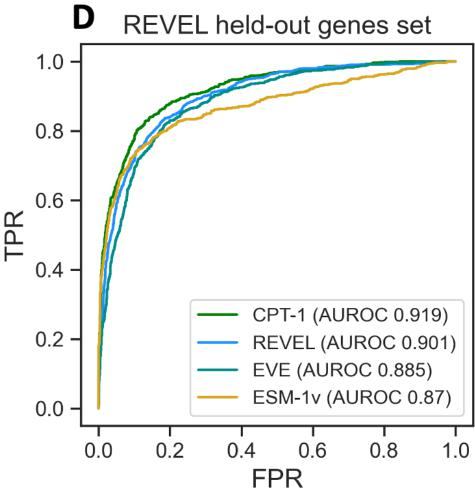 D
REVEL held-out genes set
1.0
0.8
0.6
0.4
0.2
0.0
TPR
CPT-1 (AUROC 0.919)
REVEL (AUROC 0.901)
EVE (AUROC 0.885)
ESM-1v (AUROC 0.87)
0.0 0.2 0.4 0.6 0.8 1.0
FPR